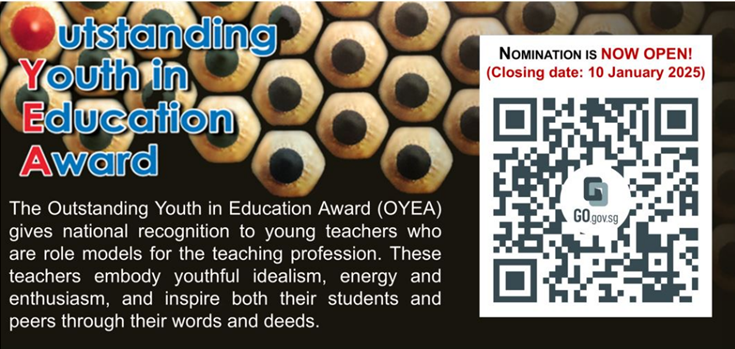 Outstanding
Youth in
Education
Award
The Outstanding Youth in Education Award (OYEA)
gives national recognition to young teachers who
are role models for the teaching profession. These
teachers embody youthful idealism, energy and
enthusiasm, and inspire both their students and
peers through their words and deeds.
NOMINATION IS NOW OPEN!
(Closing date: 10 January 2025)
GO.gov.sg